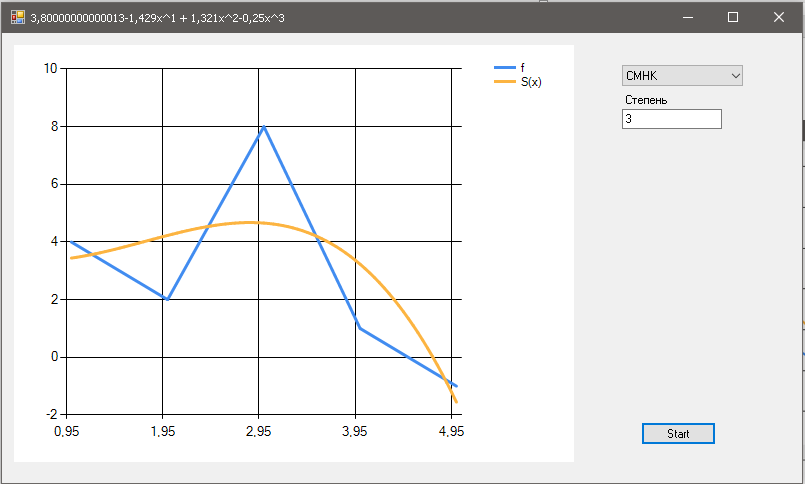 3,80000000000013-1,429x^1 + 1,321x^2-0,25x^3
10
8
6
4
2
0
-2
0,95 1,95 2,95 3,95 4,95
f
S(x)
СМНК
Степень
3
Start